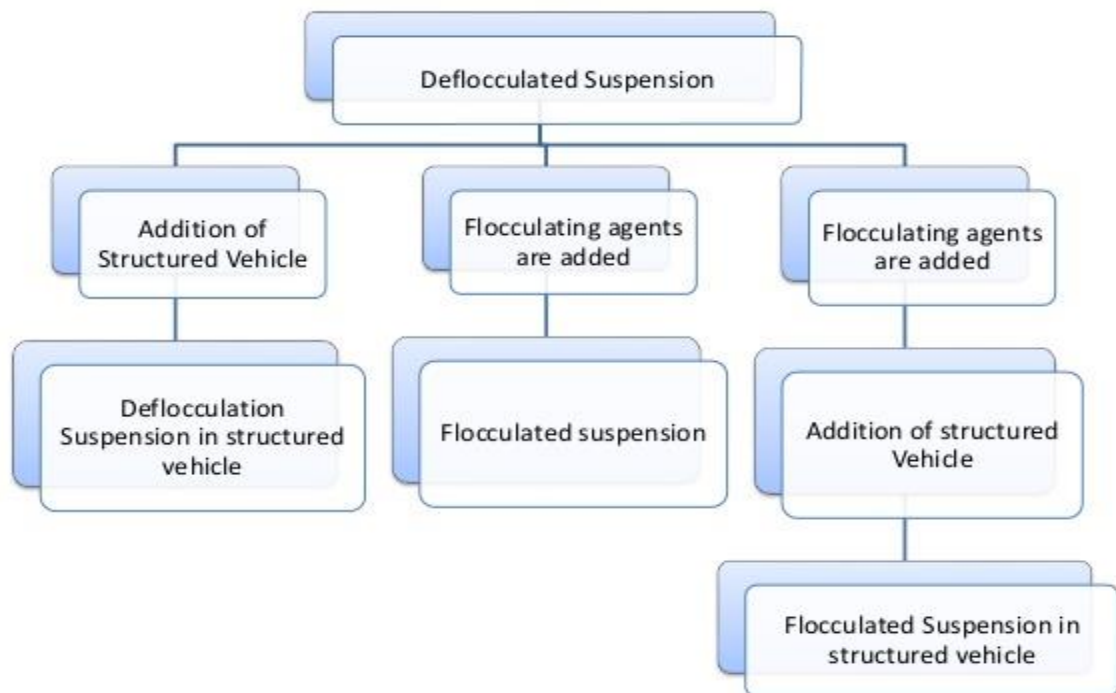 Deflocculated Suspension
Addition of
Structured Vehicle
Flocculating agents
are added
Flocculating agents
are added
Deflocculation
Suspension in structured
vehicle
Flocculated suspension
Addition of structured
Vehicle
Flocculated Suspension in
structured vehicle